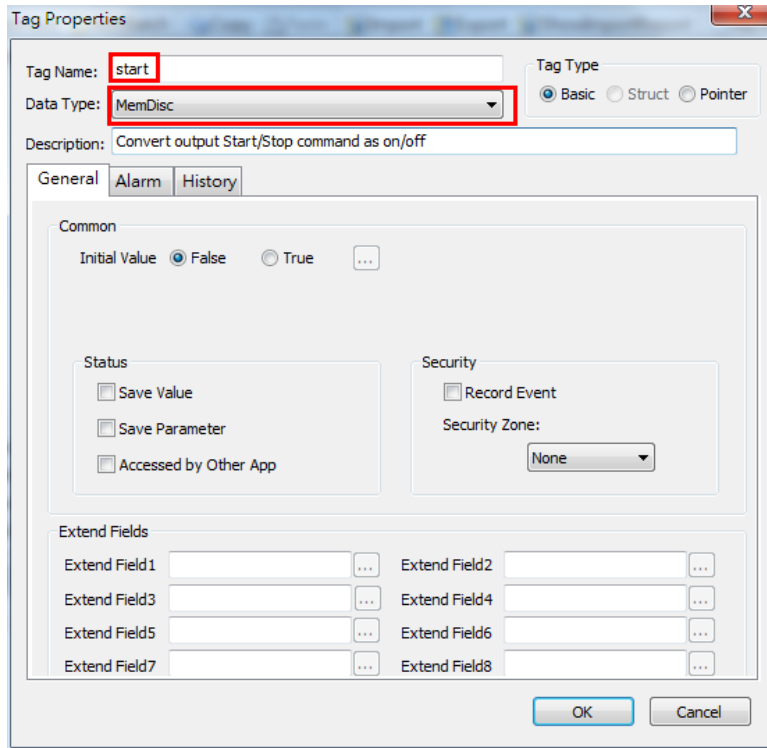 Tag Properties
Tag Name: start
Tag Type
Basic Struct Pointer
Data Type: MemDisc
Description: Convert output Start/Stop command as on/off
General Alarm History
Common
Initial Value False True ...
Status
Security
Save Value
Record Event
Save Parameter
Security Zone:
Accessed by Other App
None
Extend Fields
Extend Field1 ... Extend Field2 ...
Extend Field3 ... Extend Field4 ...
Extend Field5 ... Extend Field6 ...
Extend Field7 ... Extend Field8 ...
OK Cancel